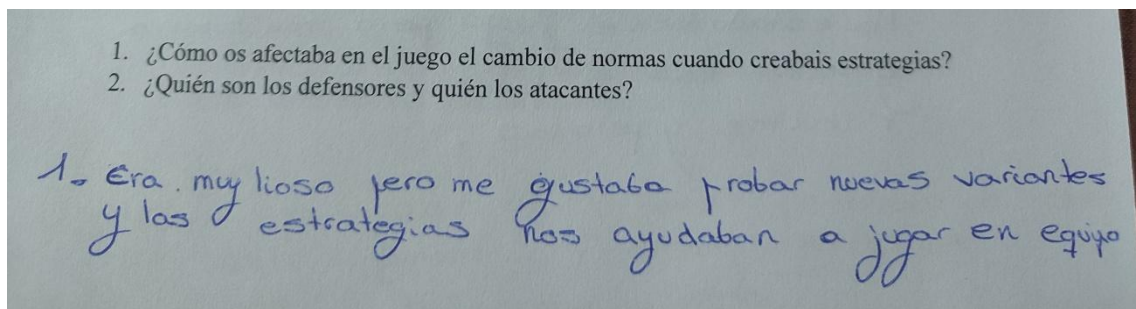 1. ¿Cómo os afectaba en el juego el cambio de normas cuando creabais estrategias?
2. ¿Quién son los defensores y quién los atacantes?
1. Era muy lioso pero me gustaba probar nuevas variantes
y las estrategias nos ayudaban a jugar en equipo